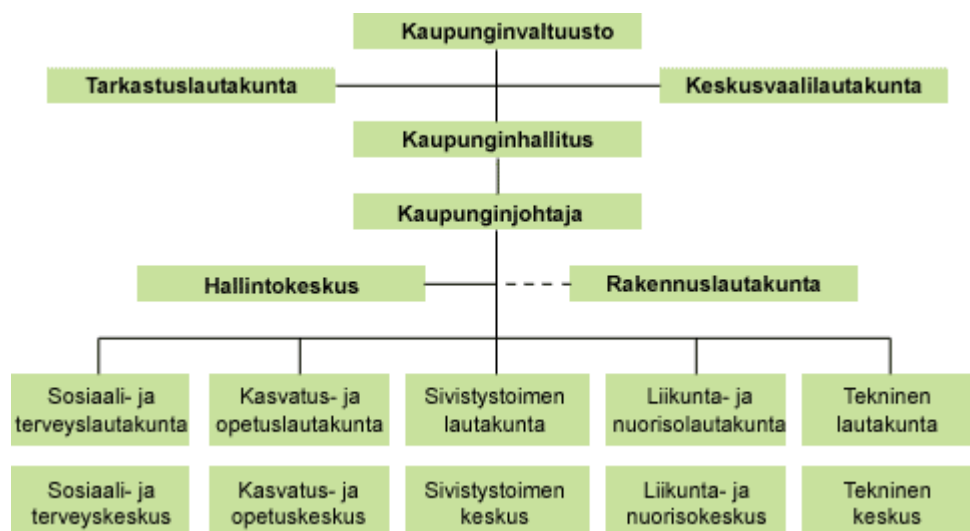 Kaupunginvaltuusto
Tarkastuslautakunta
Keskusvaalilautakunta
Kaupunginhallitus
Kaupunginjohtaja
Hallintokeskus
Rakennuslautakunta
Sosiaali- ja
terveyslautakunta
Kasvatus- ja
opetuslautakunta
Sivistystoimen
lautakunta
Liikunta- ja
nuorisolautakunta
Tekninen
lautakunta
Sosiaali- ja
terveyskeskus
Kasvatus- ja
opetuskeskus
Sivistystoimen
keskus
Liikunta- ja
nuorisokeskus
Tekninen
keskus